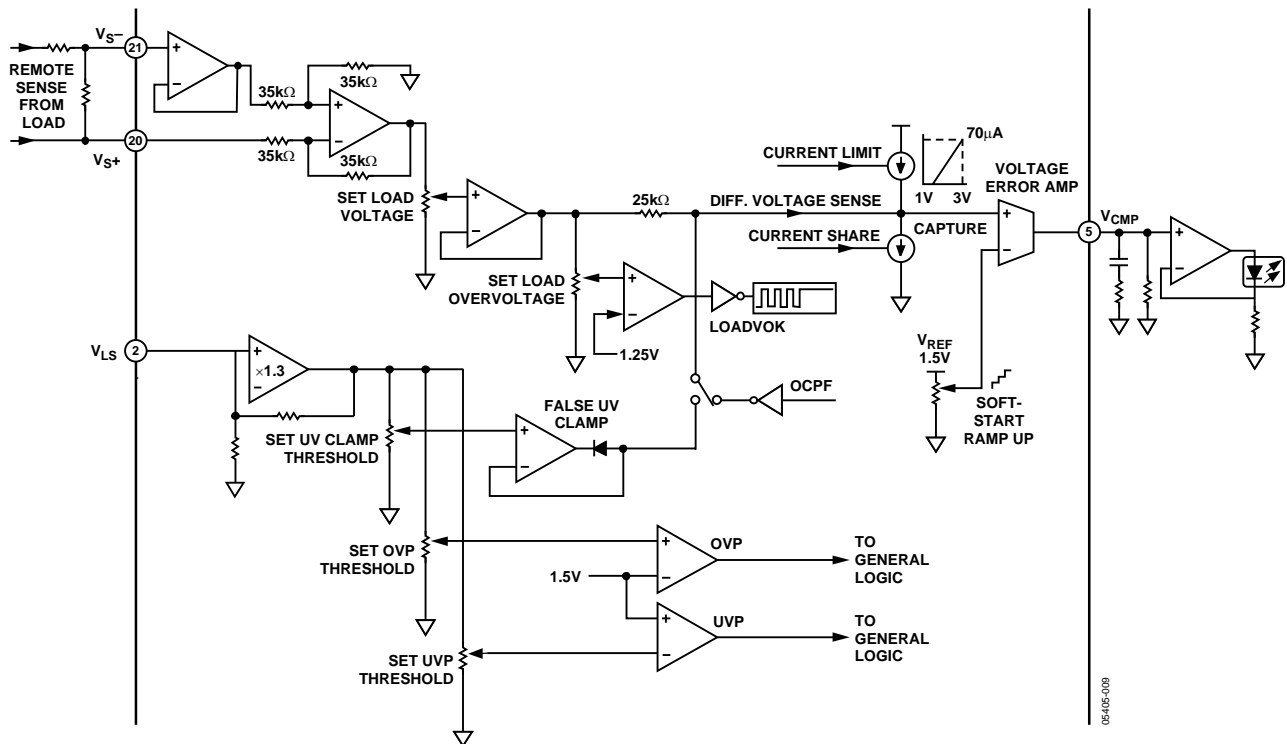 VS−
21
+
−
REMOTE
SENSE
FROM
LOAD
35kΩ
35kΩ
+
−
20
VS+
35kΩ
35kΩ
SET LOAD
VOLTAGE
+
−
25kΩ
DIFF. VOLTAGE SENSE
CURRENT LIMIT
70µA
1V 3V
VOLTAGE
ERROR AMP
+
−
CAPTURE
CURRENT SHARE
5
VCMP
+
−
SET LOAD
OVERVOLTAGE
+
−
1.25V
LOADVOK
VREF
1.5V
SOFT-
START
RAMP UP
VLS
2
+
×1.3
−
SET UV CLAMP
THRESHOLD
FALSE UV
CLAMP
+
−
OCPF
SET OVP
THRESHOLD
1.5V
+
−
OVP
TO
GENERAL
LOGIC
+
−
UVP
TO
GENERAL
LOGIC
SET UVP
THRESHOLD
05405-009